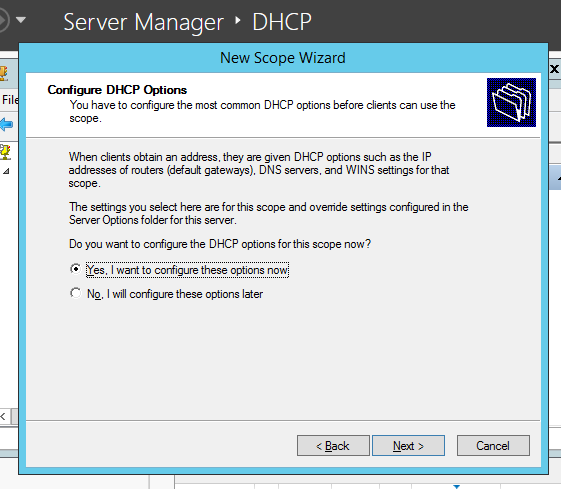 Server Manager ‣ DHCP
New Scope Wizard
File
Configure DHCP Options
You have to configure the most common DHCP options before clients can use the
scope.
When clients obtain an address, they are given DHCP options such as the IP
addresses of routers (default gateways), DNS servers, and WINS settings for that
scope.
The settings you select here are for this scope and override settings configured in the
Server Options folder for this server.
Do you want to configure the DHCP options for this scope now?
Yes, I want to configure these options now
No, I will configure these options later
< Back
Next >
Cancel